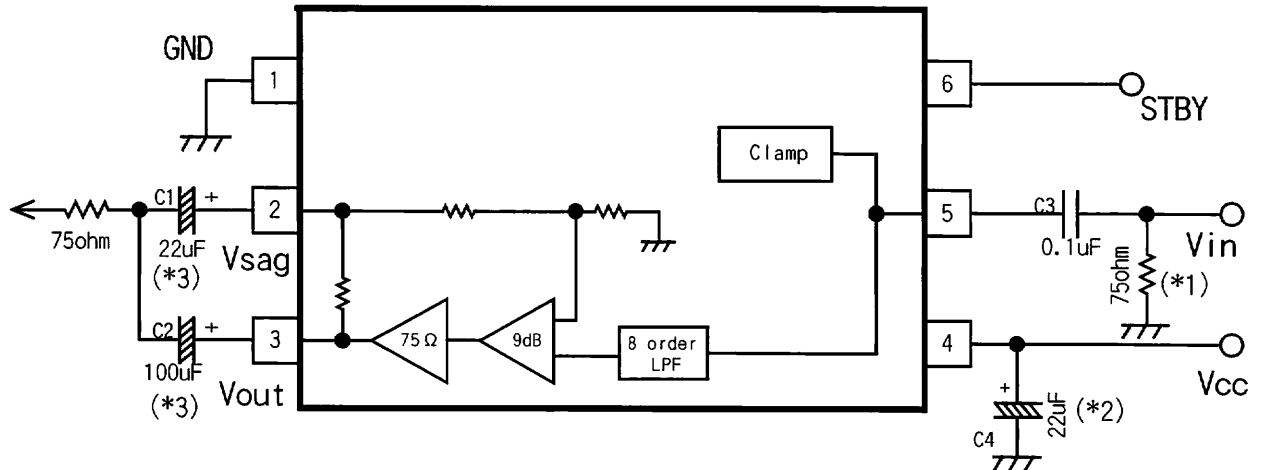 GND
1
6
STBY
Clamp
C1
+
2
5
C3
75ohm
22uF
(*3)
Vsag
0.1uF
Vin
75ohm
(*1)
C2
+
3
75Ω
9dB
8 order
LPF
4
100uF
(*3)
Vout
Vcc
+
22uF
(*2)
C4